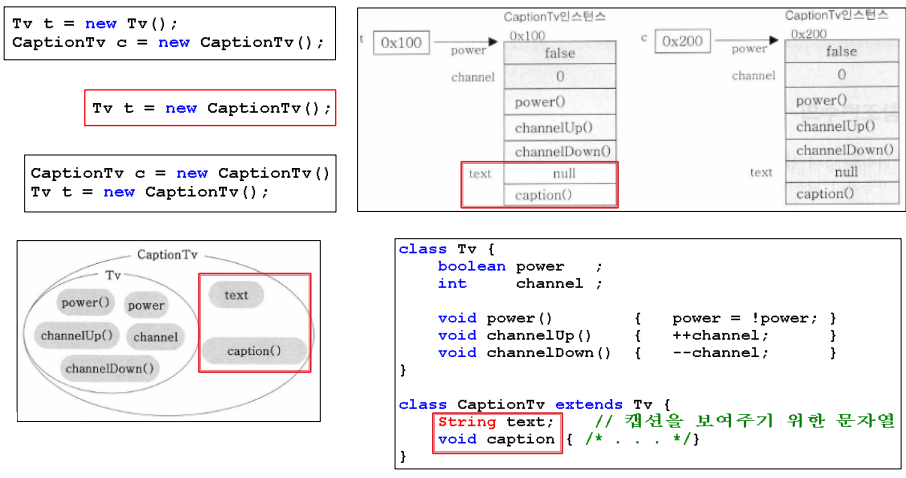 Tv t = new Tv();
CaptionTv c = new CaptionTv();
Tv t = new CaptionTv();
CaptionTv c = new CaptionTv()
Tv t = new CaptionTv();
CaptionTv인스턴스
t
0x100
0x100
power
false
channel
0
power()
channelUp()
channelDown()
text
null
caption()
CaptionTv인스턴스
c
0x200
0x200
power
false
channel
0
power()
channelUp()
channelDown()
text
null
caption()
CaptionTv
Tv
power()
power
text
channelUp()
channel
caption()
channelDown()
class Tv {
boolean power ;
int channel ;
void power() { power = !power; }
void channelUp() { ++channel; }
void channelDown() { --channel; }
}
class CaptionTv extends Tv {
String text; // 캡션을 보여주기 위한 문자열
void caption { /* . . . */}
}